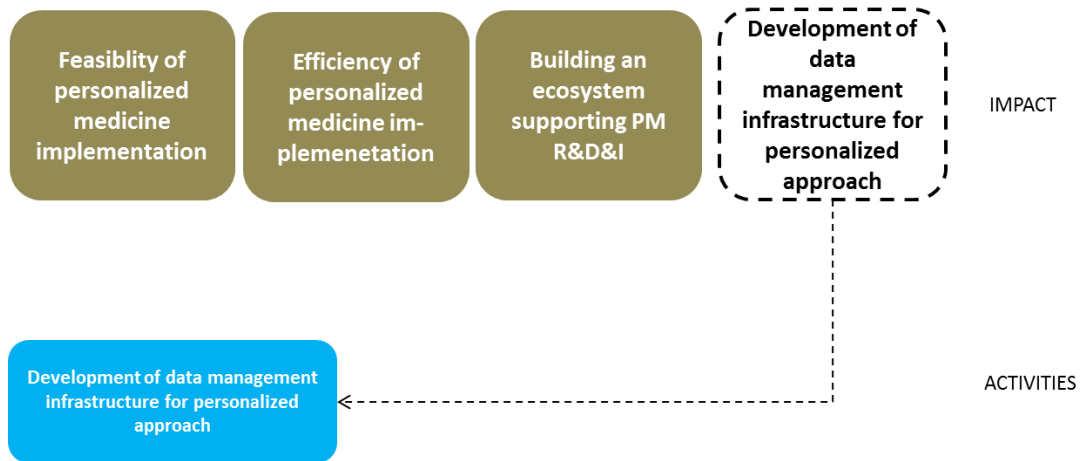 Feasiblity of
personalized
medicine
implementation
Efficiency of
personalized
medicine im-
plemenetation
Building an
ecosystem
supporting PM
R&D&I
Development of
data
management
infrastructure for
personalized
approach
IMPACT
Development of data management
infrastructure for personalized
approach
ACTIVITIES